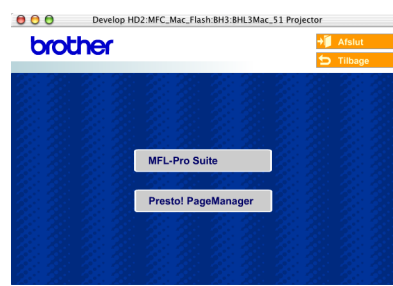 Develop HD2:MFC_Mac_Flash:BH3:BHL3Mac_51 Projector
brother
Afslut
Tilbage
MFL-Pro Suite
Presto! PageManager